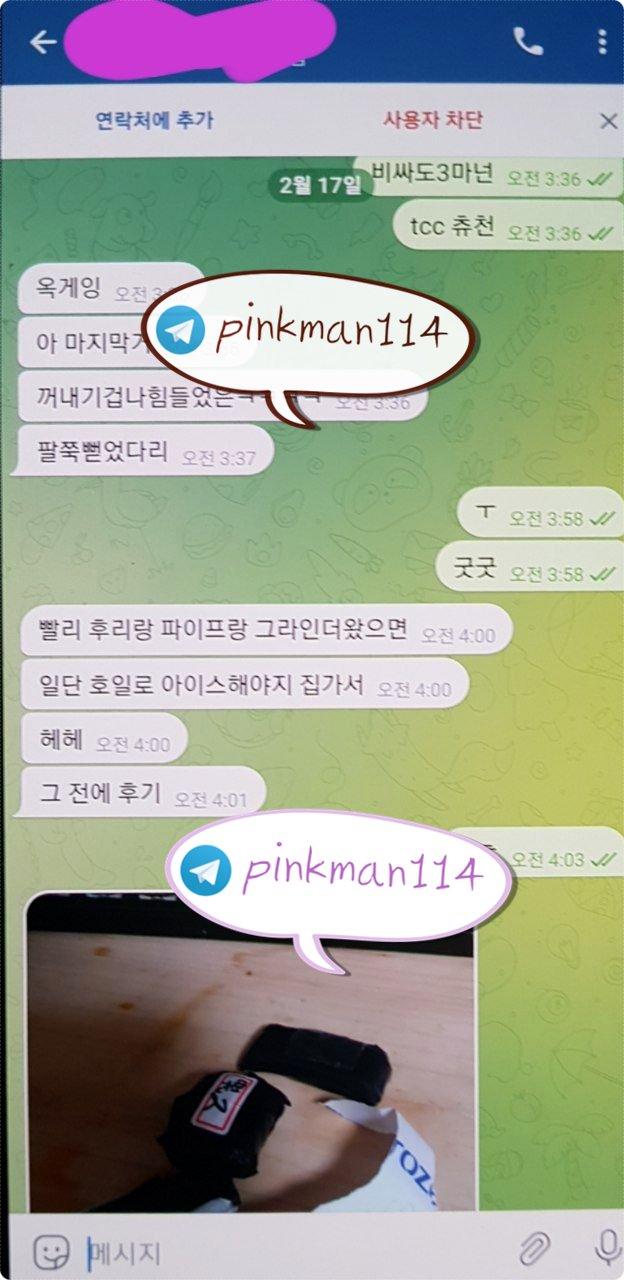 연락처에 추가
사용자 차단
2월 17일
비싸도3마넌 오전 3:36
tcc 츄천 오전 3:36
옥게잉 오전
pinkman114
아 마지막
꺼내기겁나힘들었은 오전 3:36
팔쭉뻗었다리 오전 3:37
ㅜ 오전 3:58
굿굿 오전 3:58
빨리 후리랑 파이프랑 그라인더왔으면 오전 4:00
일단 호일로 아이스해야지 집가서 오전 4:00
헤헤 오전 4:00
그 전에 후기 오전 4:01
오전 4:03
pinkman114
메시지